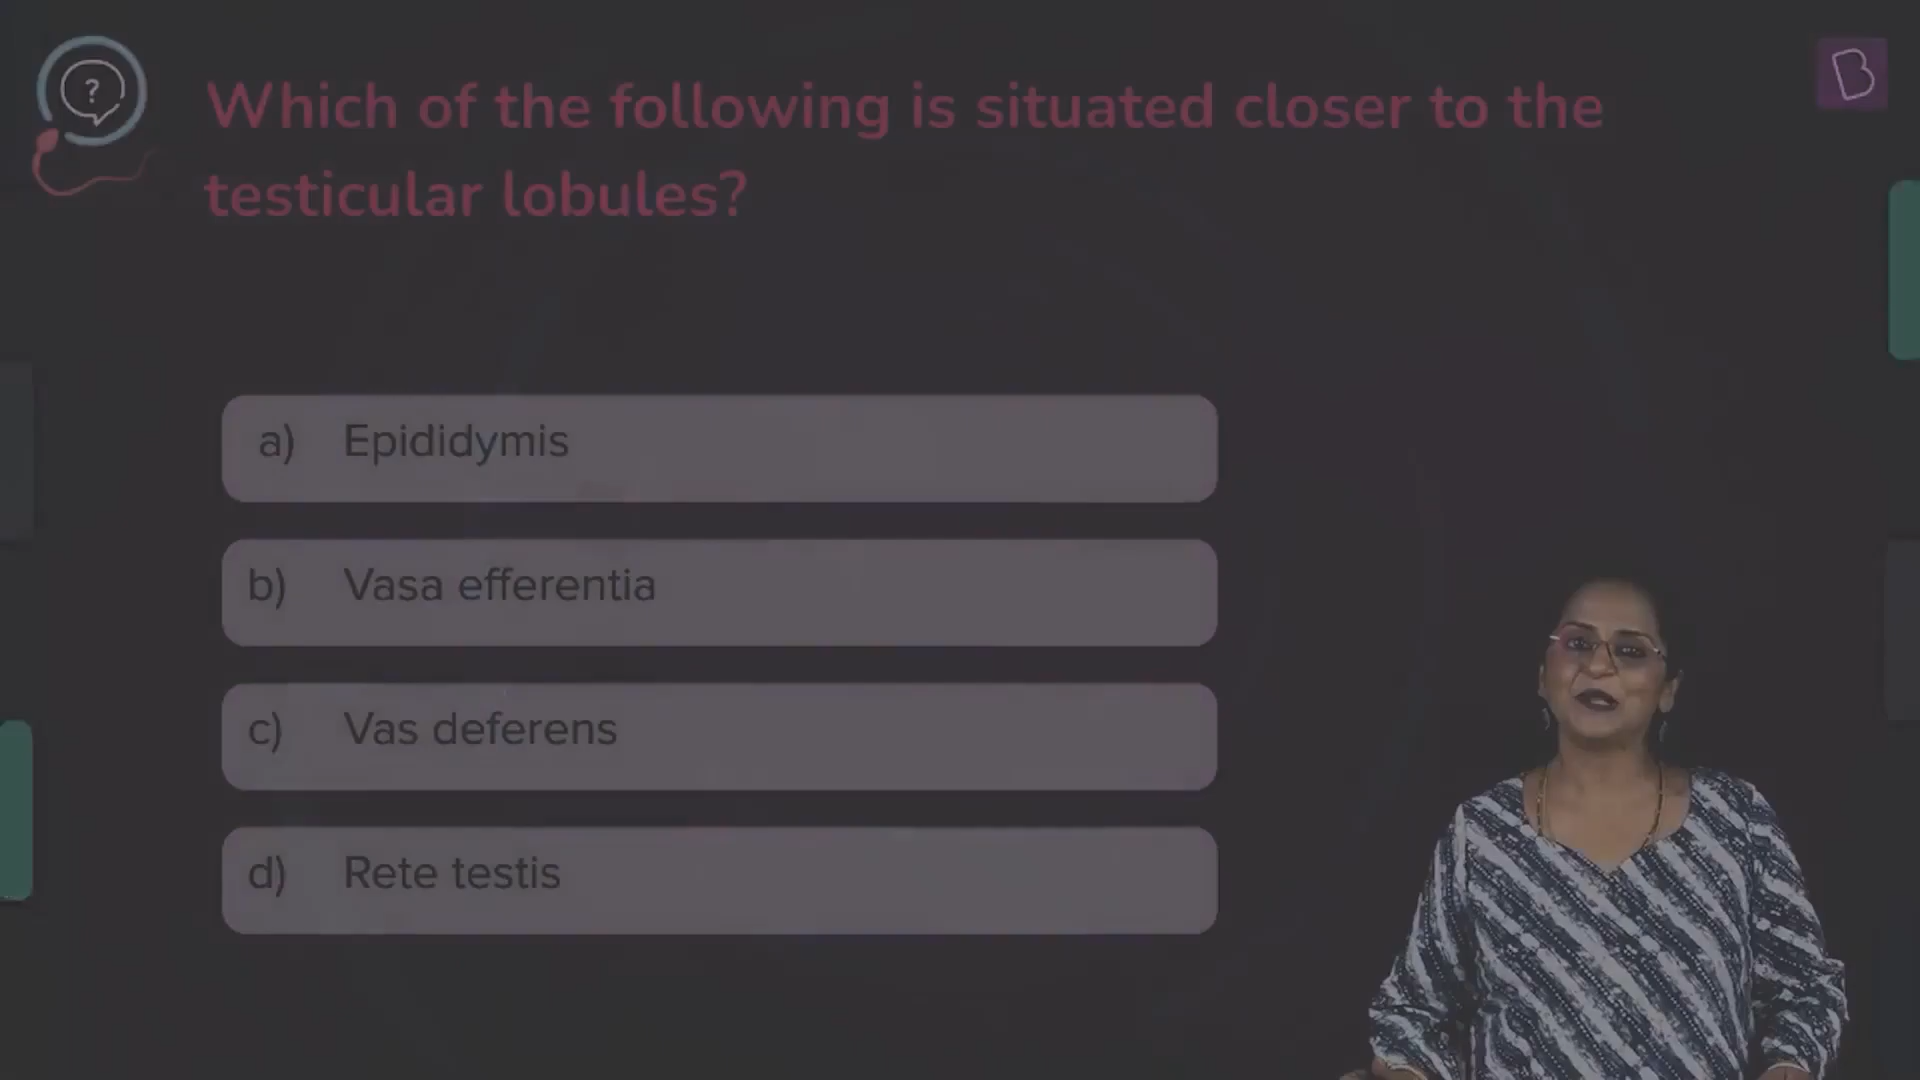 ?
Which of the following is situated closer to the
testicular lobules?
B
a) Epididymis
b) Vasa efferentia
c) Vas deferens
d) Rete testis